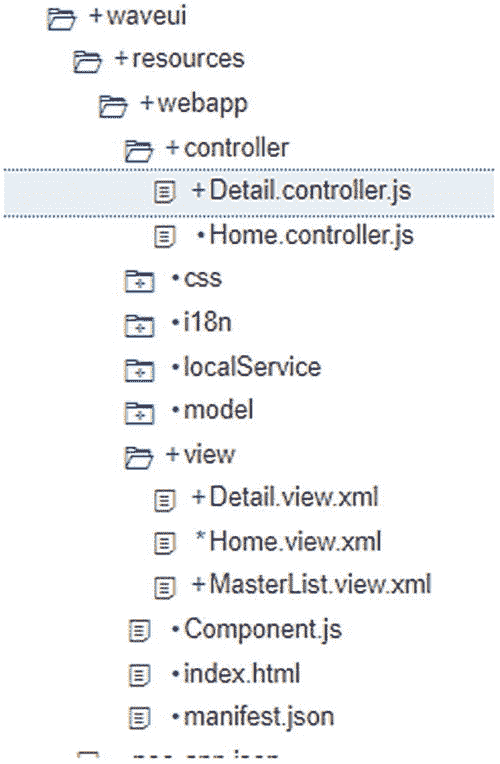 +waveui
+resources
+webapp
+controller
+Detail.controller.js
•Home.controller.js
•css
•i18n
•localService
•model
+view
+Detail.view.xml
*Home.view.xml
+MasterList.view.xml
•Component.js
•index.html
•manifest.json